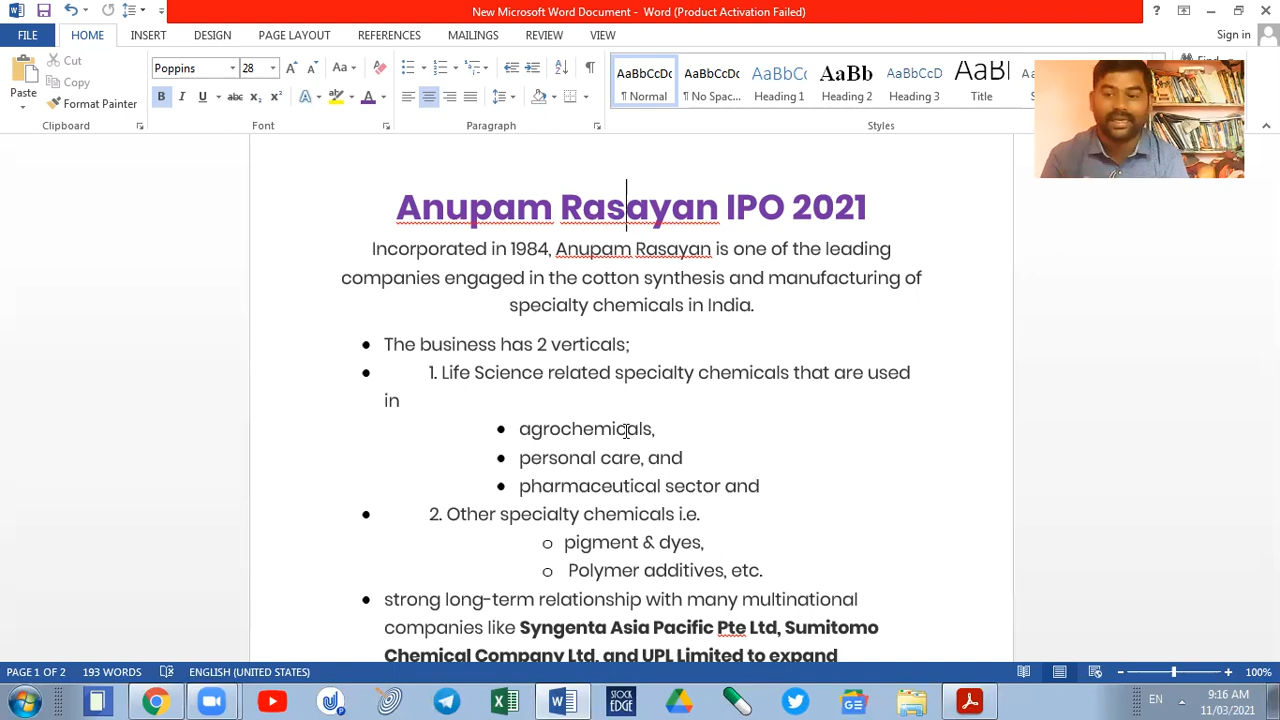 New Microsoft Word Document - Word (Product Activation Failed)
FILE HOME INSERT DESIGN PAGE LAYOUT REFERENCES MAILINGS REVIEW VIEW Sign in
Cut
Copy
Format Painter
Paste
Clipboard
Poppins 28
Font
Paragraph
AaBbCcDc AaBbCcDc AaBbCc AaBb AaBbCcD
¶ Normal ¶ No Spac... Heading 1 Heading 2 Heading 3 Title
Styles
Anupam Rasayan IPO 2021
Incorporated in 1984, Anupam Rasayan is one of the leading
companies engaged in the cotton synthesis and manufacturing of
specialty chemicals in India.
• The business has 2 verticals;
• 1. Life Science related specialty chemicals that are used
in
• agrochemicals,
• personal care, and
• pharmaceutical sector and
• 2. Other specialty chemicals i.e.
o pigment & dyes,
o Polymer additives, etc.
• strong long-term relationship with many multinational
companies like Syngenta Asia Pacific Pte Ltd, Sumitomo
Chemical Company Ltd, and UPL Limited to expand
PAGE 1 OF 2 193 WORDS ENGLISH (UNITED STATES) 100%
STOCK EDGE
EN 9:16 AM
11/03/2021